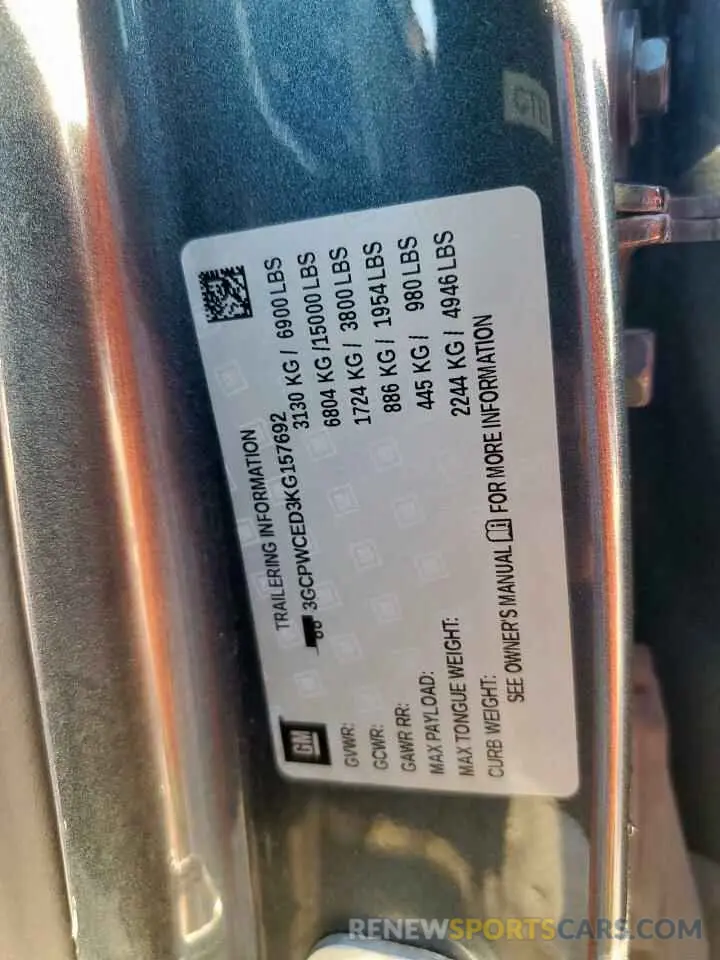 TRAILERING INFORMATION
3GCPWCED3KG157692
GM
GVWR: 3130 KG / 6900 LBS
GCWR: 6804 KG /15000 LBS
GAWR RR: 1724 KG / 3800 LBS
MAX PAYLOAD: 886 KG / 1954 LBS
MAX TONGUE WEIGHT: 445 KG / 980 LBS
CURB WEIGHT: 2244 KG / 4946 LBS
SEE OWNER'S MANUAL FOR MORE INFORMATION
RENEWSPORTSCARS.COM